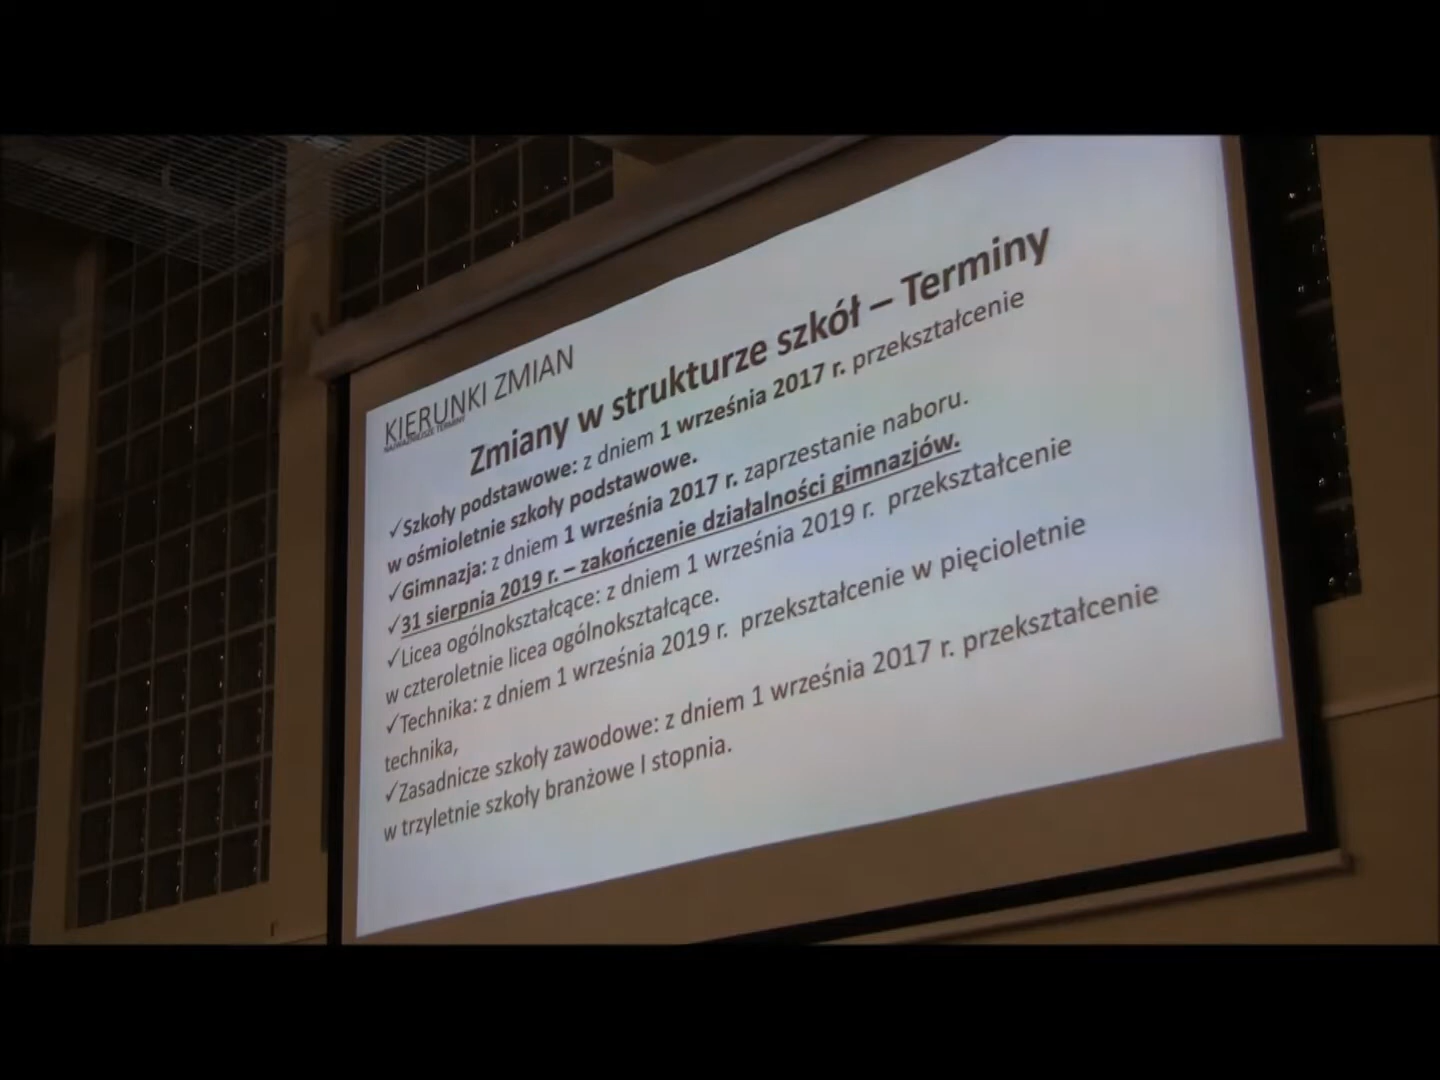 KIERUNKI ZMIAN
NAJWAŻNIEJSZE TERMINY
Zmiany w strukturze szkół – Terminy
✓Szkoły podstawowe: z dniem 1 września 2017 r. przekształcenie
w ośmioletnie szkoły podstawowe.
✓Gimnazja: z dniem 1 września 2017 r. zaprzestanie naboru.
✓31 sierpnia 2019 r. – zakończenie działalności gimnazjów.
✓Licea ogólnokształcące: z dniem 1 września 2019 r. przekształcenie
w czteroletnie licea ogólnokształcące.
✓Technika: z dniem 1 września 2019 r. przekształcenie w pięcioletnie
technika,
✓Zasadnicze szkoły zawodowe: z dniem 1 września 2017 r. przekształcenie
w trzyletnie szkoły branżowe I stopnia.